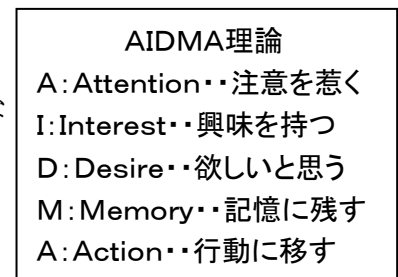 AIDMA理論
A:Attention・・注意を惹く
I:Interest・・興味を持つ
D:Desire・・欲しいと思う
M:Memory・・記憶に残す
A:Action・・行動に移す